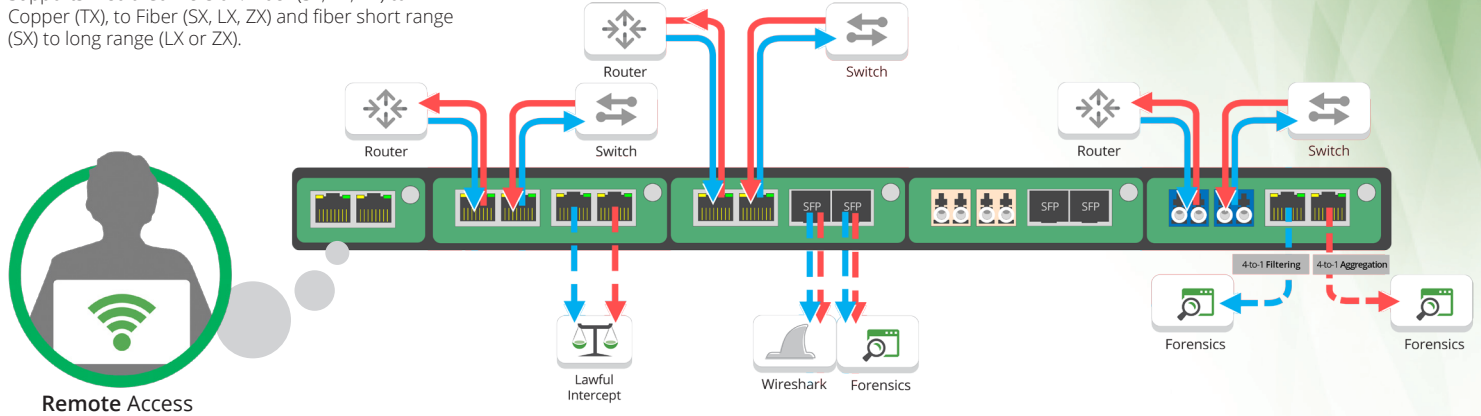 Copper (TX), to Fiber (SX, LX, ZX) and fiber short range
(SX) to long range (LX or ZX).
Router
Switch
Router
Switch
Router
Switch
SFP
SFP
SFP
SFP
4-to-1 Filtering
4-to-1 Aggregation
Forensics
Forensics
Lawful
Intercept
Wireshark
Forensics
Remote Access